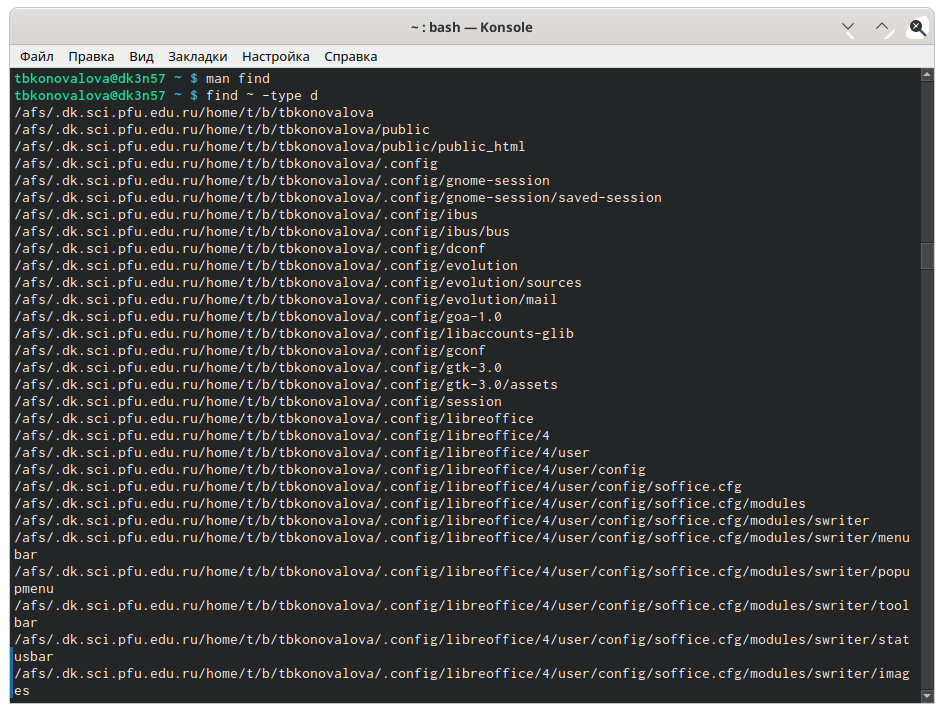 ~ : bash — Konsole
Файл Правка Вид Закладки Настройка Справка
tbkonovalova@dk3n57 ~ $ man find
tbkonovalova@dk3n57 ~ $ find ~ -type d
/afs/.dk.sci.pfu.edu.ru/home/t/b/tbkonovalova
/afs/.dk.sci.pfu.edu.ru/home/t/b/tbkonovalova/public
/afs/.dk.sci.pfu.edu.ru/home/t/b/tbkonovalova/public/public_html
/afs/.dk.sci.pfu.edu.ru/home/t/b/tbkonovalova/.config
/afs/.dk.sci.pfu.edu.ru/home/t/b/tbkonovalova/.config/gnome-session
/afs/.dk.sci.pfu.edu.ru/home/t/b/tbkonovalova/.config/gnome-session/saved-session
/afs/.dk.sci.pfu.edu.ru/home/t/b/tbkonovalova/.config/ibus
/afs/.dk.sci.pfu.edu.ru/home/t/b/tbkonovalova/.config/ibus/bus
/afs/.dk.sci.pfu.edu.ru/home/t/b/tbkonovalova/.config/dconf
/afs/.dk.sci.pfu.edu.ru/home/t/b/tbkonovalova/.config/evolution
/afs/.dk.sci.pfu.edu.ru/home/t/b/tbkonovalova/.config/evolution/sources
/afs/.dk.sci.pfu.edu.ru/home/t/b/tbkonovalova/.config/evolution/mail
/afs/.dk.sci.pfu.edu.ru/home/t/b/tbkonovalova/.config/goa-1.0
/afs/.dk.sci.pfu.edu.ru/home/t/b/tbkonovalova/.config/libaccounts-glib
/afs/.dk.sci.pfu.edu.ru/home/t/b/tbkonovalova/.config/gconf
/afs/.dk.sci.pfu.edu.ru/home/t/b/tbkonovalova/.config/gtk-3.0
/afs/.dk.sci.pfu.edu.ru/home/t/b/tbkonovalova/.config/gtk-3.0/assets
/afs/.dk.sci.pfu.edu.ru/home/t/b/tbkonovalova/.config/session
/afs/.dk.sci.pfu.edu.ru/home/t/b/tbkonovalova/.config/libreoffice
/afs/.dk.sci.pfu.edu.ru/home/t/b/tbkonovalova/.config/libreoffice/4
/afs/.dk.sci.pfu.edu.ru/home/t/b/tbkonovalova/.config/libreoffice/4/user
/afs/.dk.sci.pfu.edu.ru/home/t/b/tbkonovalova/.config/libreoffice/4/user/config
/afs/.dk.sci.pfu.edu.ru/home/t/b/tbkonovalova/.config/libreoffice/4/user/config/soffice.cfg
/afs/.dk.sci.pfu.edu.ru/home/t/b/tbkonovalova/.config/libreoffice/4/user/config/soffice.cfg/modules
/afs/.dk.sci.pfu.edu.ru/home/t/b/tbkonovalova/.config/libreoffice/4/user/config/soffice.cfg/modules/swriter
/afs/.dk.sci.pfu.edu.ru/home/t/b/tbkonovalova/.config/libreoffice/4/user/config/soffice.cfg/modules/swriter/menu
bar
/afs/.dk.sci.pfu.edu.ru/home/t/b/tbkonovalova/.config/libreoffice/4/user/config/soffice.cfg/modules/swriter/popu
pmenu
/afs/.dk.sci.pfu.edu.ru/home/t/b/tbkonovalova/.config/libreoffice/4/user/config/soffice.cfg/modules/swriter/tool
bar
/afs/.dk.sci.pfu.edu.ru/home/t/b/tbkonovalova/.config/libreoffice/4/user/config/soffice.cfg/modules/swriter/stat
usbar
/afs/.dk.sci.pfu.edu.ru/home/t/b/tbkonovalova/.config/libreoffice/4/user/config/soffice.cfg/modules/swriter/imag
es